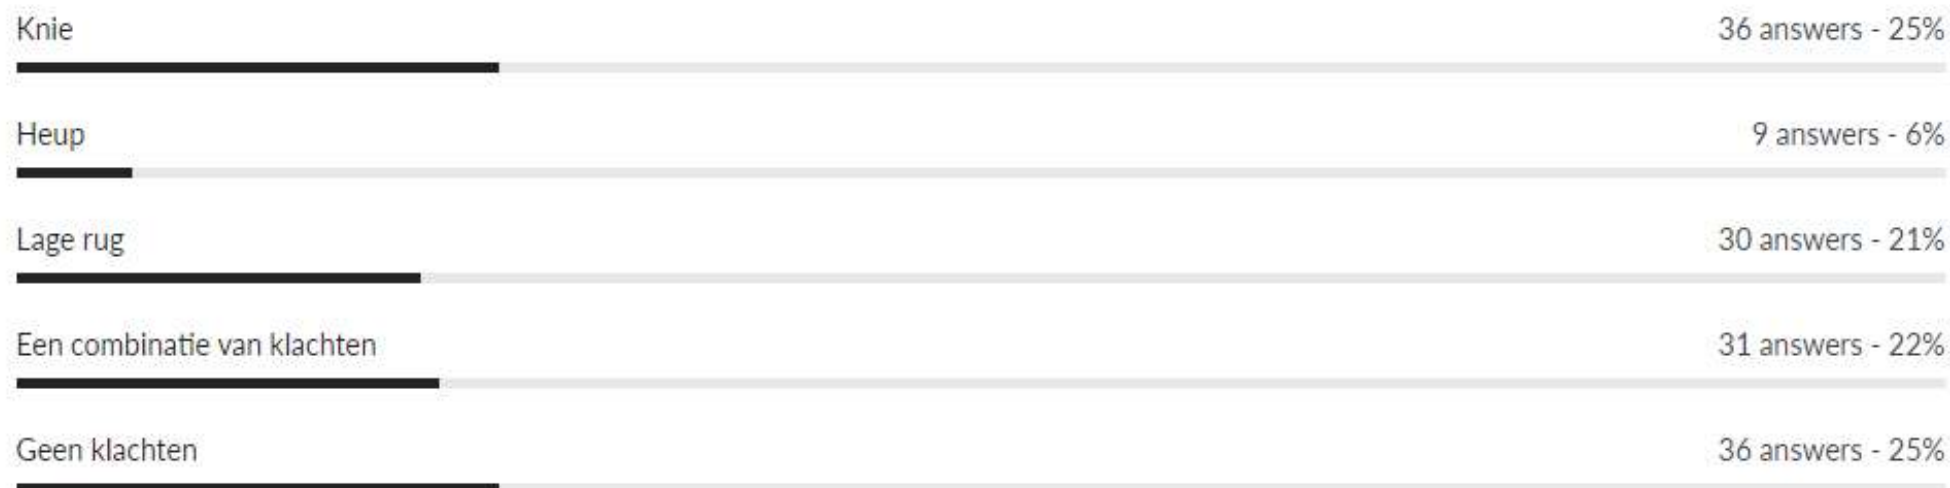 Knie 36 answers - 25%
Heup 9 answers - 6%
Lage rug 30 answers - 21%
Een combinatie van klachten 31 answers - 22%
Geen klachten 36 answers - 25%